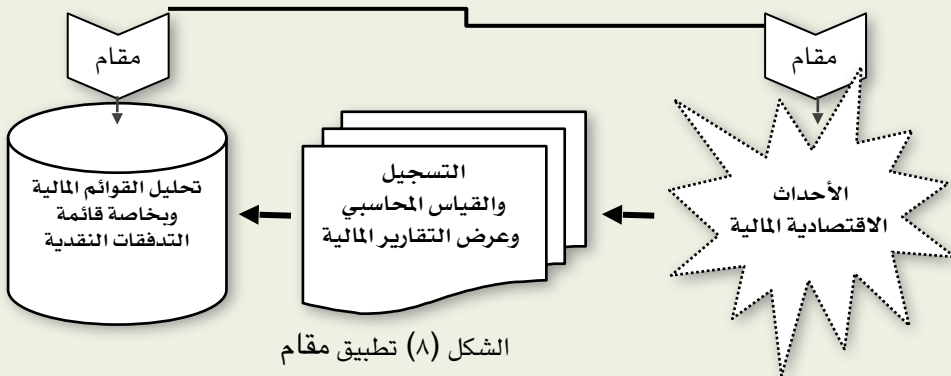 مقام
مقام
الأحداث
الاقتصادية المالية
التسجيل
والقياس المحاسبي
وعرض التقارير المالية
تحليل القوائم المالية
وبخاصة قائمة
التدفقات النقدية
الشكل (٨) تطبيق مقام